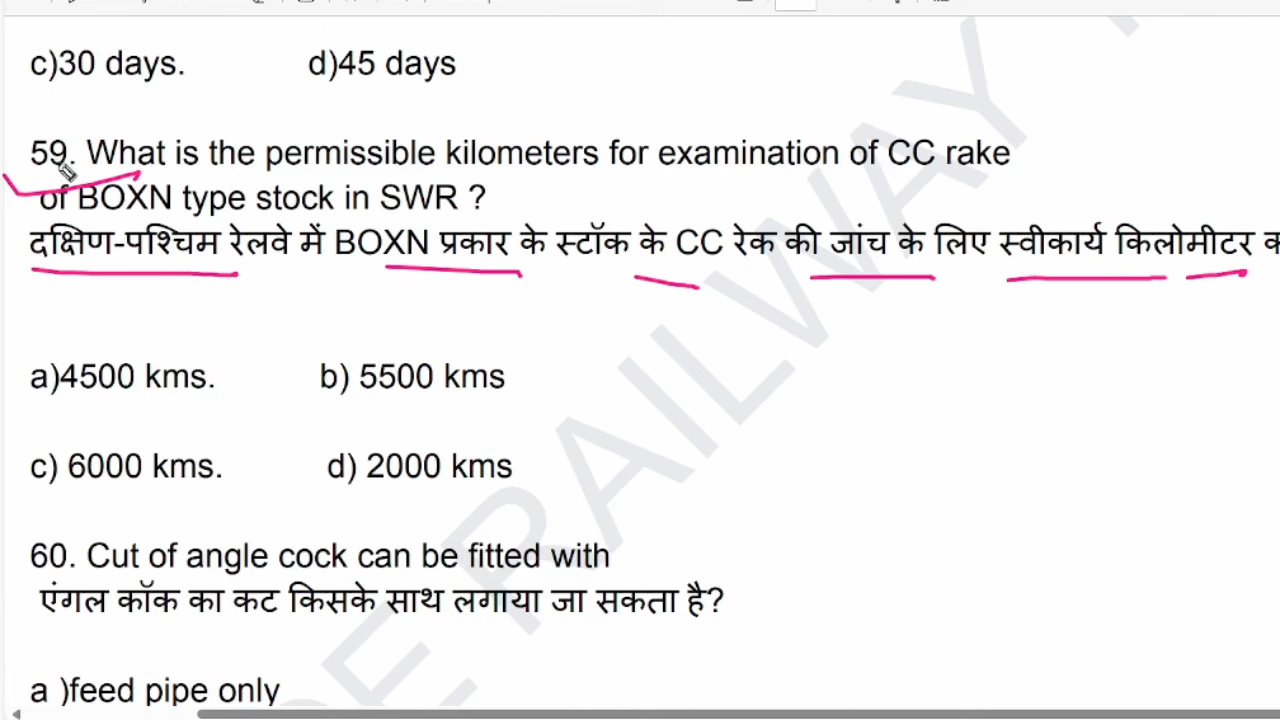 c)30 days. d)45 days
59. What is the permissible kilometers for examination of CC rake
of BOXN type stock in SWR ?
दक्षिण-पश्चिम रेलवे में BOXN प्रकार के स्टॉक के CC रेक की जांच के लिए स्वीकार्य किलोमीटर
a)4500 kms. b) 5500 kms
c) 6000 kms. d) 2000 kms
60. Cut of angle cock can be fitted with
एंगल कॉक का कट किसके साथ लगाया जा सकता है?
a )feed pipe only
RAILWAY